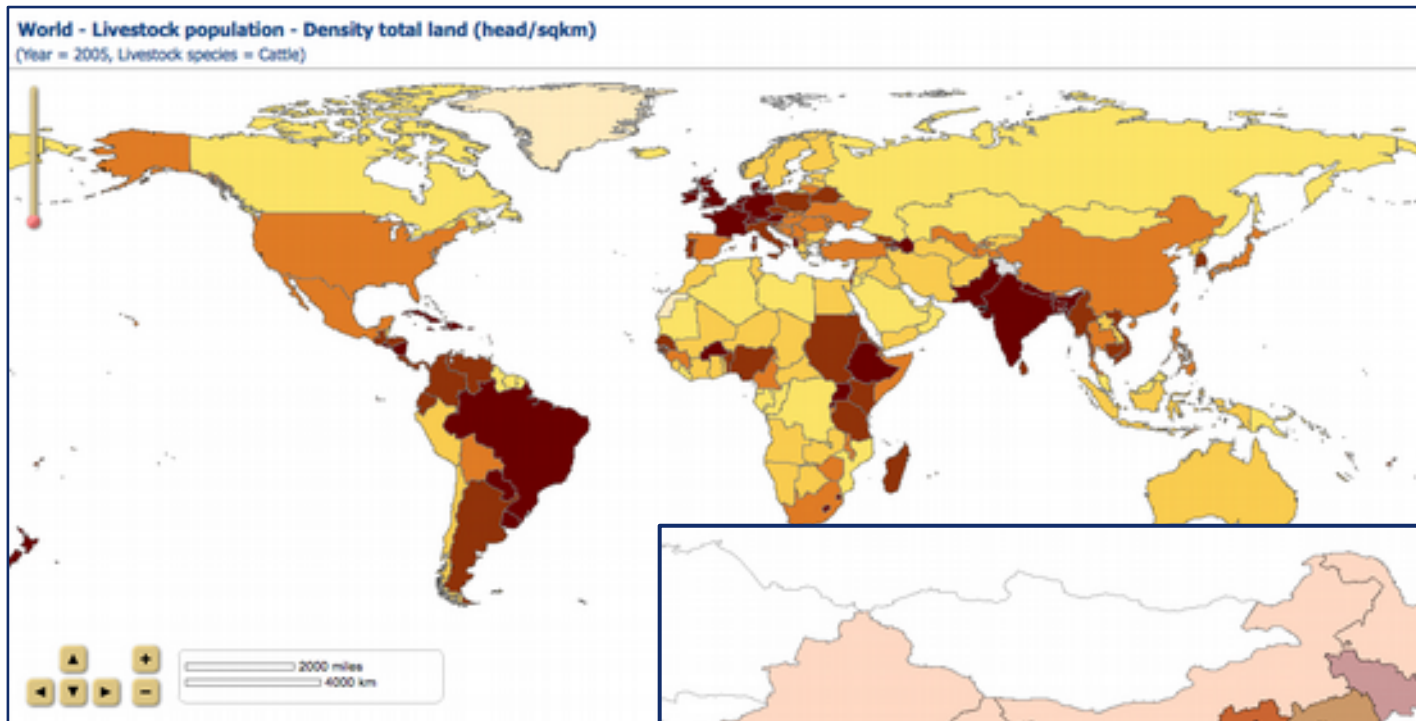 World - Livestock population - Density total land (head/sqkm)
(Year = 2005, Livestock species = Cattle)
2000 miles
4000 km